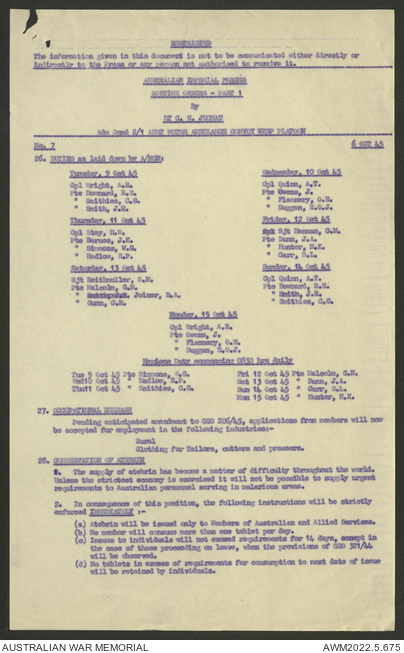 RESTRICTED
The information given in this document is not to be communicated either directly or
indirectly to the Press or any person not authorised to receive it.
AUSTRALIAN IMPERIAL FORCES
ROUTINE ORDERS - PART 1
By
LT G. H.
Adm Comd 2/1 AUST MOTOR AMBULANCE CONVOY WKSP PLATOON
No. 7
6 OCT 45
26. DUTIES as laid down by
Tuesday, 9 Oct 45
Cpl Wright, A.R.
Pte Downard, R.E.
" Smithies, C.G.
" Smith, J.R.
Wednesday, 10 Oct 45
Cpl Quinn, A.T.
Pte Owens, J.
" Flannery, O.H.
" Duggan, H.O.J.
Thursday, 11 Oct 45
Cpl Stay, H.W.
Pte Barnes, J.K.
" Simmons, W.G.
" Hadlow, E.P.
Friday, 12 Oct 45
Sjt Hannan, G.M.
Pte Dunn, J.A.
" Hunter, H.K.
" Carr, S.L.
Saturday, 13 Oct 45
Sjt Reithmuller, E.M.
Pte Malcolm, G.H.
" Joiner, D.A.
" Gunn, G.H.
Sunday, 14 Oct 45
Cpl Quinn, A.T.
Pte Downard, R.E.
" Smith, J.R.
" Smithies, C.G.
Monday, 15 Oct 45
Cpl Wright, A.R.
Pte Owens, J.
" Flannery, O.H.
" Duggan, H.O.J.
Hygiene Duty commencing 0830 hrs daily
Tue 9 Oct 45 Pte Simmons, W.G.
Wed10 Oct 45 " Hadlow, E.P.
Thu11 Oct 45 " Smithies, C.G.
Fri 12 Oct 45 Pte Malcolm, G.H.
Sat 13 Oct 45 " Dunn, J.A.
Sun 14 Oct 45 " Carr, S.L.
Mon 15 Oct 45 " Hunter, H.K.
27. OCCUPATIONAL RELEASE
Pending anticipated amendment to GRO 206/45, applications from members will now
be accepted for employment in the following industries:-
Rural
Clothing for Tailors, cutters and pressers.
28. CONSERVATION OF ATEBRIN
1. The supply of atebrin has become a matter of difficulty throughout the world.
Unless the strictest economy is exercised it will not be possible to supply urgent
requirements to Australian personnel serving in malarious areas.
2. In consequence of this position, the following instructions will be strictly
enforced IMMEDIATELY :-
(a) Atebrin will be issued only to Members of Australian and Allied Services.
(b) No member will consume more than one tablet per day.
(c) Issues to individuals will not exceed requirements for 14 days, except in
the case of those proceeding on leave, when the provisions of GRO 321/44
will be observed.
(d) No tablets in excess of requirements for consumption to next date of issue
will be retained by individuals.
AUSTRALIAN WAR MEMORIAL
AWM2022.5.675